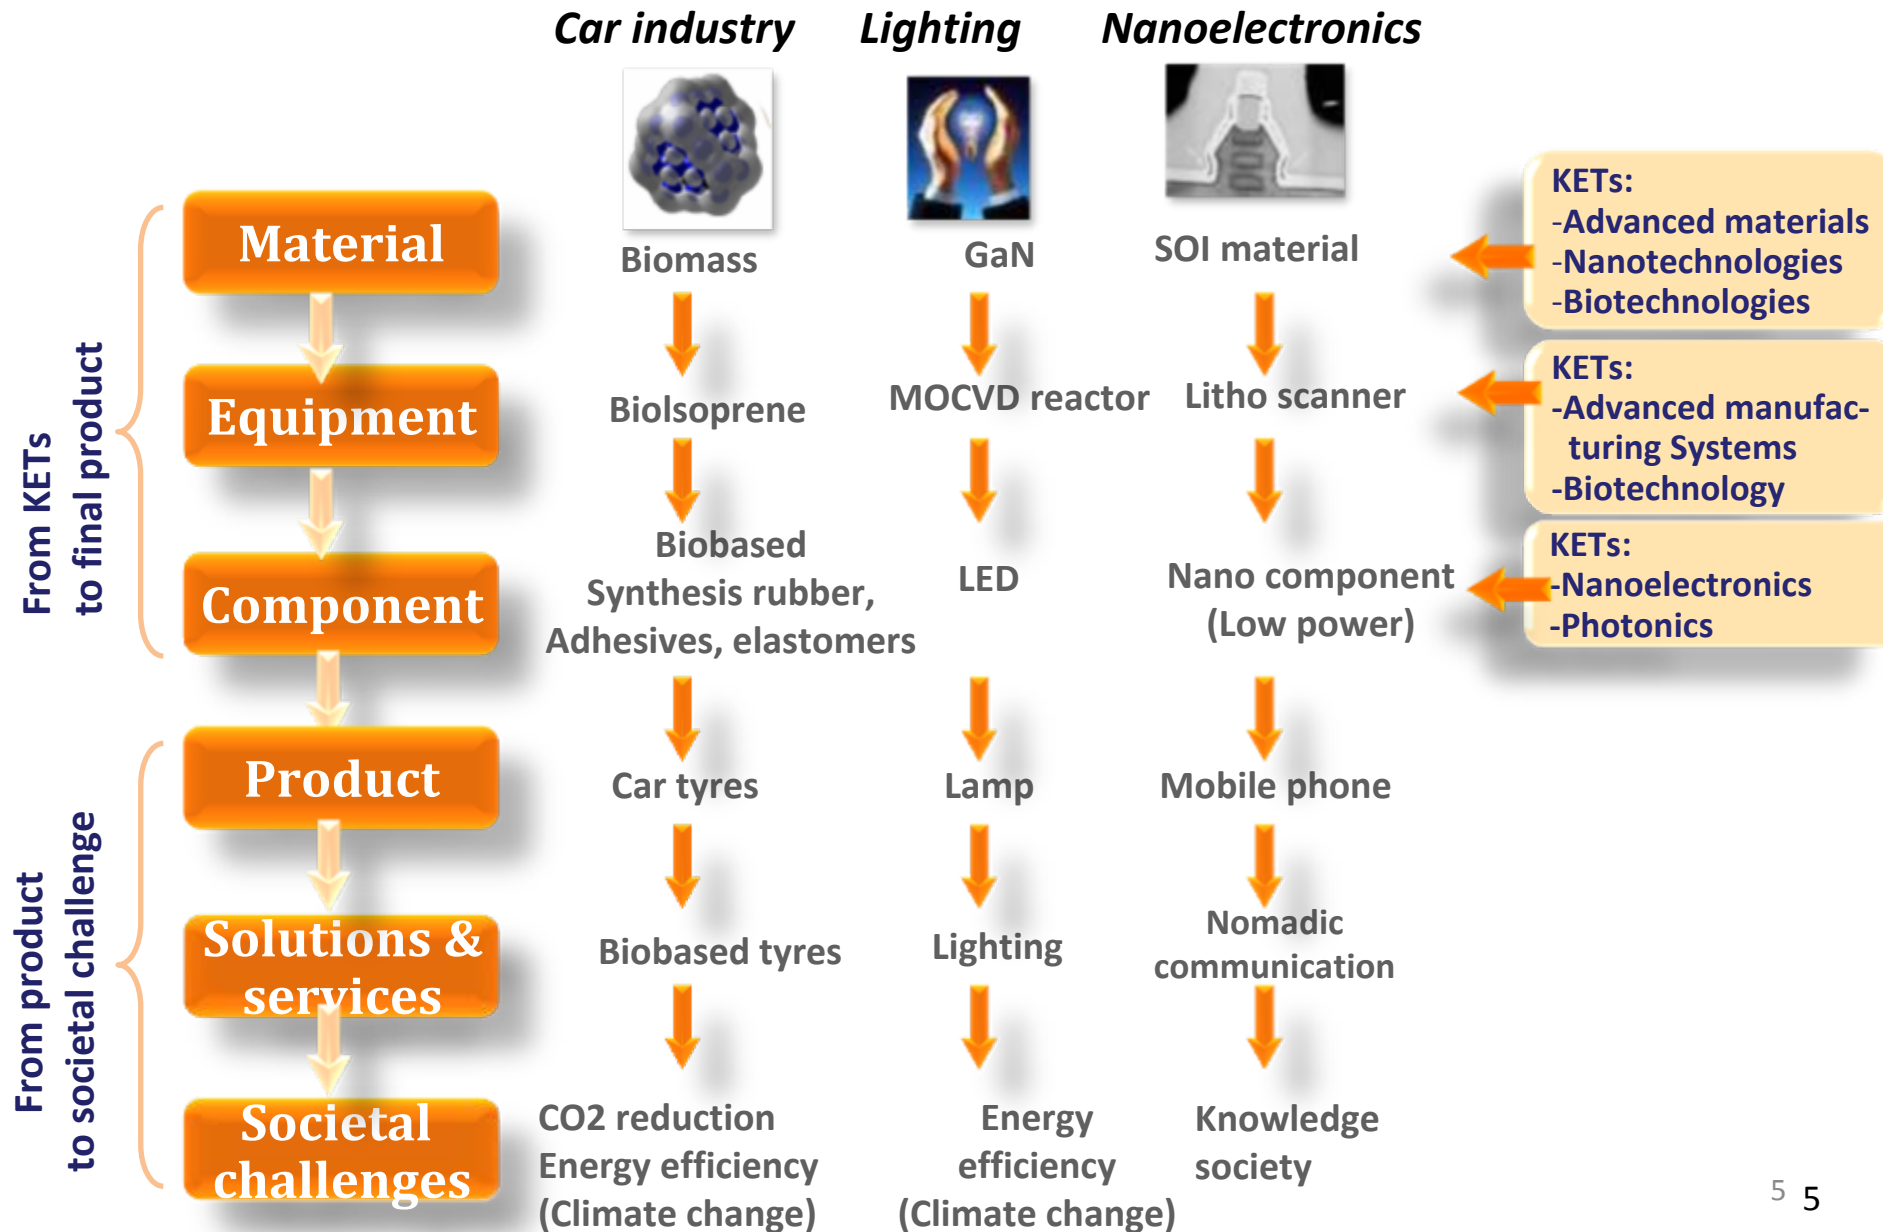 Car industry
Lighting
Nanoelectronics
Material
Biomass
GaN
SOI material
KETs:
-Advanced materials
-Nanotechnologies
-Biotechnologies
From KETs
to final product
Equipment
BioIsoprene
MOCVD reactor
Litho scanner
KETs:
-Advanced manufac-
turing Systems
-Biotechnology
Component
Biobased
Synthesis rubber,
Adhesives, elastomers
LED
Nano component
(Low power)
KETs:
-Nanoelectronics
-Photonics
From product
to societal challenge
Product
Car tyres
Lamp
Mobile phone
Solutions &
services
Biobased tyres
Lighting
Nomadic
communication
Societal
challenges
CO2 reduction
Energy efficiency
(Climate change)
Energy
efficiency
(Climate change)
Knowledge
society
5
5